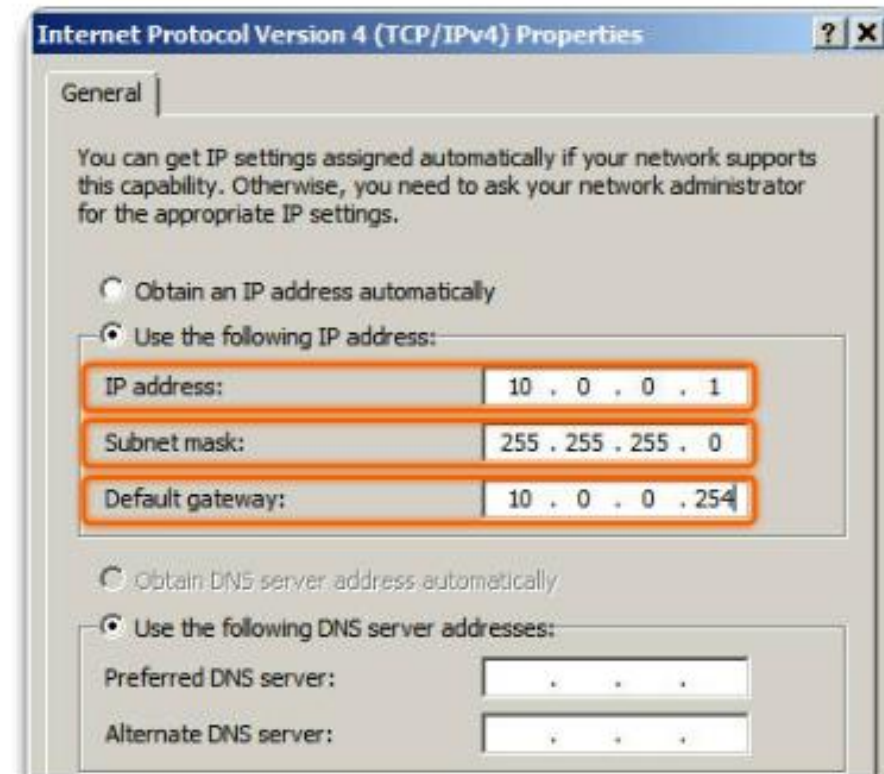 Internet Protocol Version 4 (TCP/IPv4) Properties
General
You can get IP settings assigned automatically if your network supports
this capability. Otherwise, you need to ask your network administrator
for the appropriate IP settings.
Obtain an IP address automatically
Use the following IP address:
IP address: 10 . 0 . 0 . 1
Subnet mask: 255 . 255 . 255 . 0
Default gateway: 10 . 0 . 0 . 254
Obtain DNS server address automatically
Use the following DNS server addresses:
Preferred DNS server: . . .
Alternate DNS server: . . .